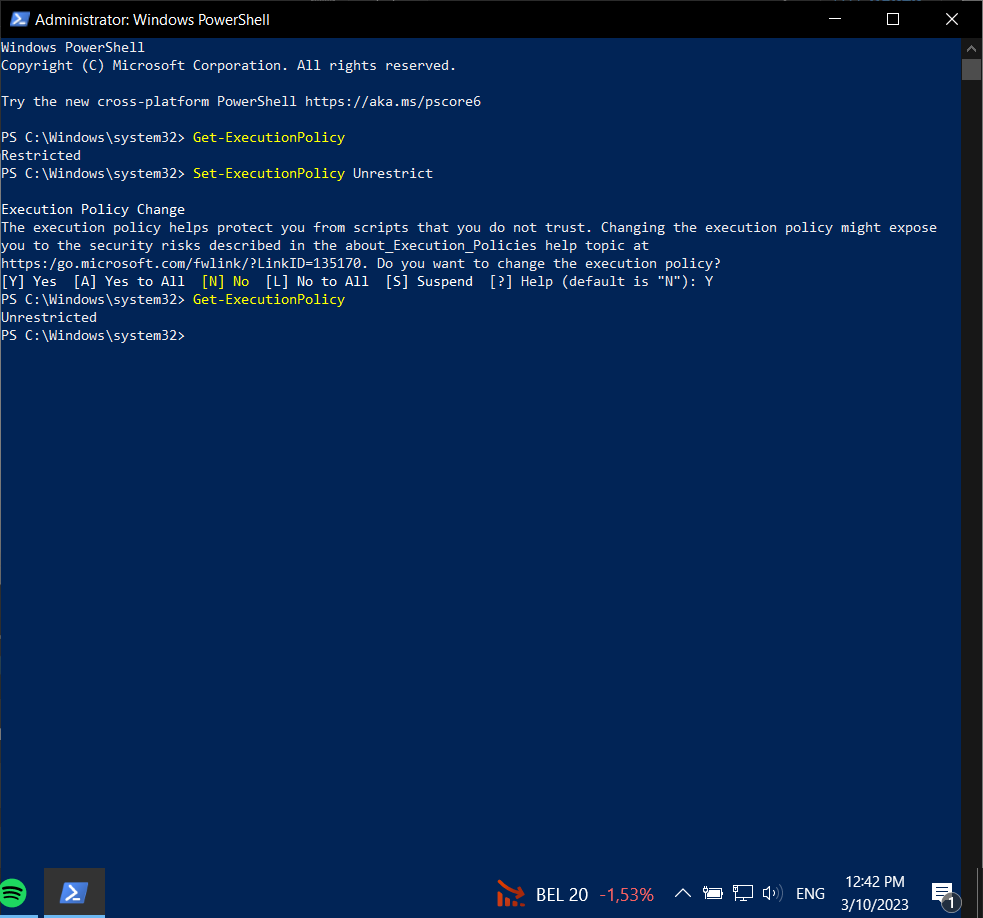 Administrator: Windows PowerShell
Windows PowerShell
Copyright (C) Microsoft Corporation. All rights reserved.
Try the new cross-platform PowerShell https://aka.ms/pscore6
PS C:\Windows\system32> Get-ExecutionPolicy
Restricted
PS C:\Windows\system32> Set-ExecutionPolicy Unrestrict
Execution Policy Change
The execution policy helps protect you from scripts that you do not trust. Changing the execution policy might expose
you to the security risks described in the about_Execution_Policies help topic at
https:/go.microsoft.com/fwlink/?LinkID=135170. Do you want to change the execution policy?
[Y] Yes  [A] Yes to All  [N] No  [L] No to All  [S] Suspend  [?] Help (default is "N"): Y
PS C:\Windows\system32> Get-ExecutionPolicy
Unrestricted
PS C:\Windows\system32>
BEL 20 -1,53%
ENG
12:42 PM
3/10/2023
1